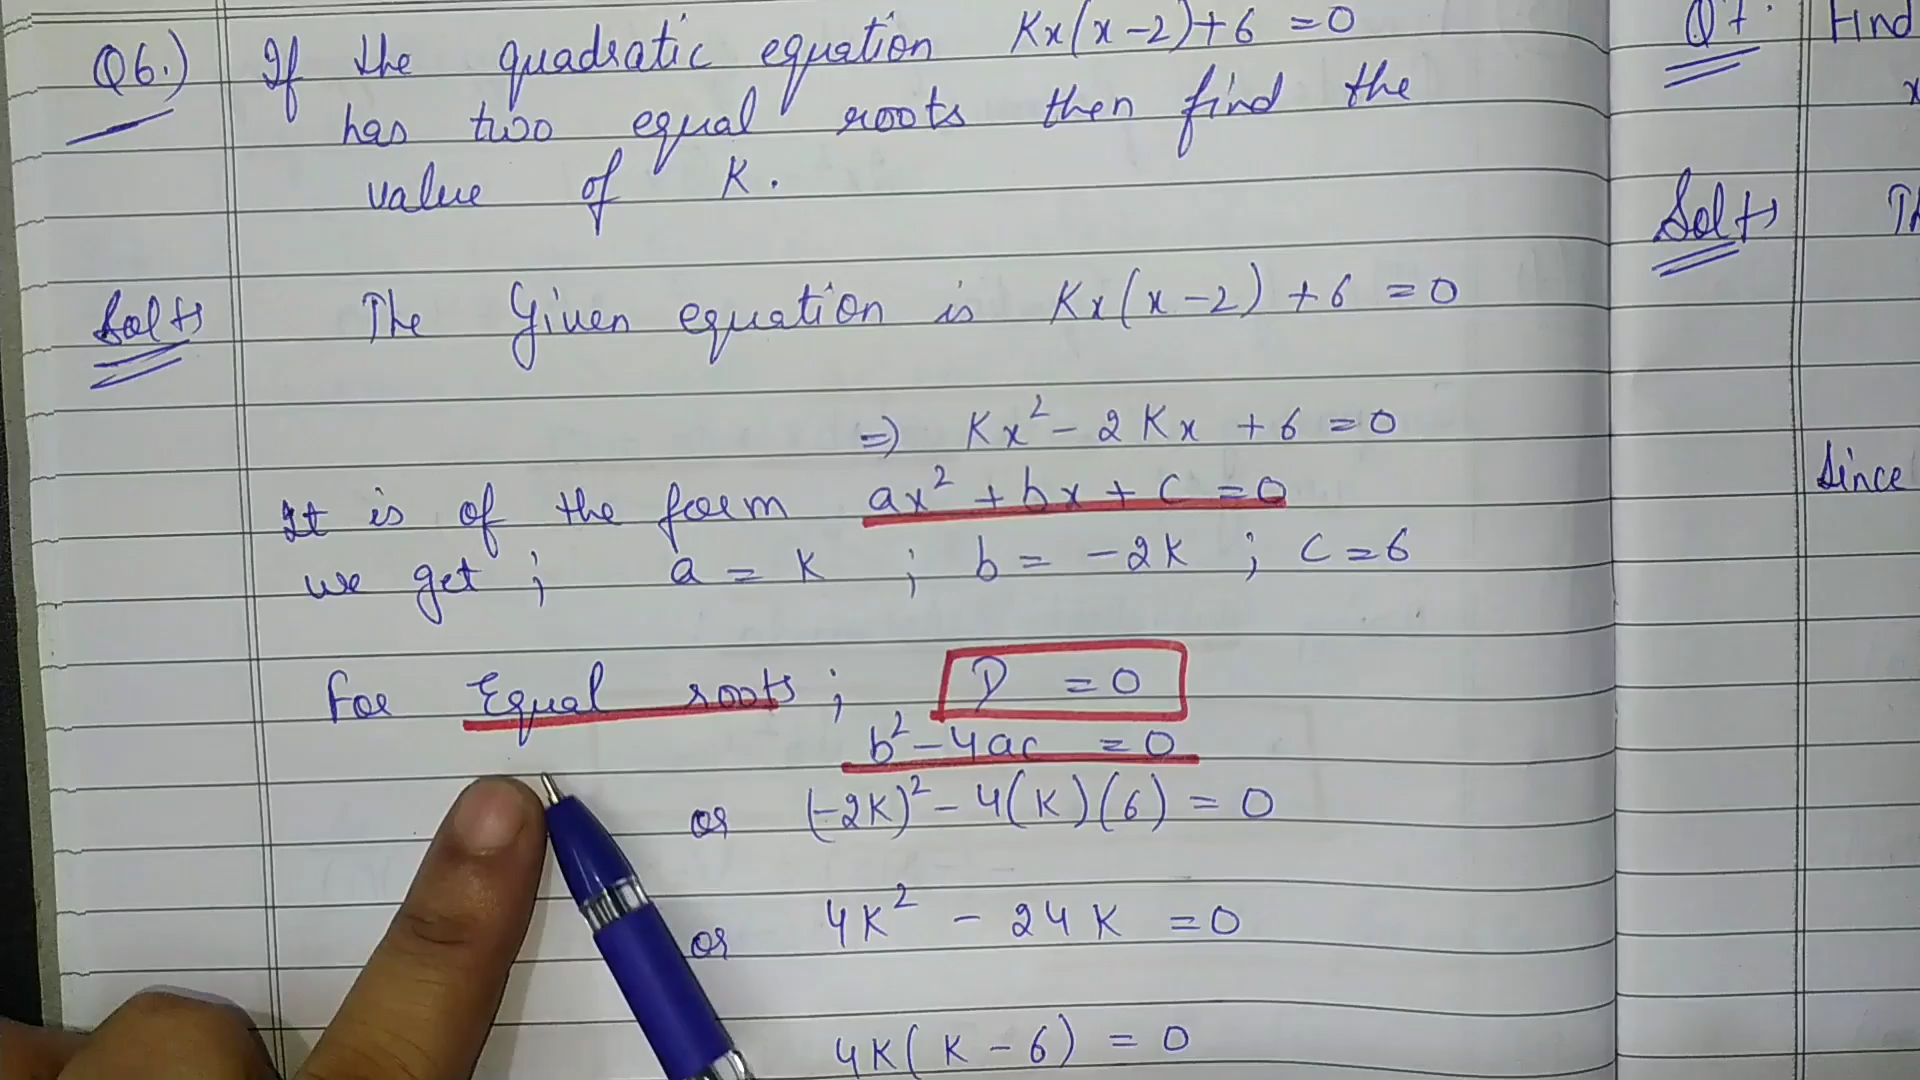 Q6.) If the quadratic equation Kx(x-2)+6 = 0
has two equal roots then find the
value of K.
Sol The Given equation is Kx(x-2)+6 = 0
=> Kx² - 2Kx + 6 = 0
It is of the form ax² + bx + c = 0
we get ; a = K ; b = -2K ; c = 6
For Equal roots ; D = 0
b² - 4ac = 0
or (-2K)² - 4(K)(6) = 0
or 4K² - 24K = 0
4K(K-6) = 0
Q7. Find
x
Sol Th
Since